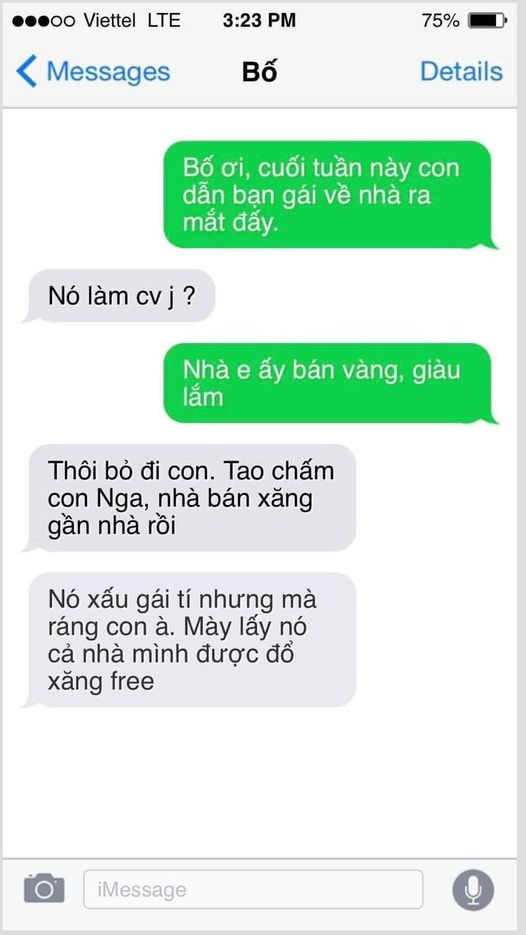 ●●●○○ Viettel LTE 3:23 PM 75%
Messages Bố Details
Bố ơi, cuối tuần này con
dẫn bạn gái về nhà ra
mắt đấy.
Nó làm cv j ?
Nhà e ấy bán vàng, giàu
lắm
Thôi bỏ đi con. Tao chấm
con Nga, nhà bán xăng
gần nhà rồi
Nó xấu gái tí nhưng mà
ráng con à. Mày lấy nó
cả nhà mình được đổ
xăng free
iMessage